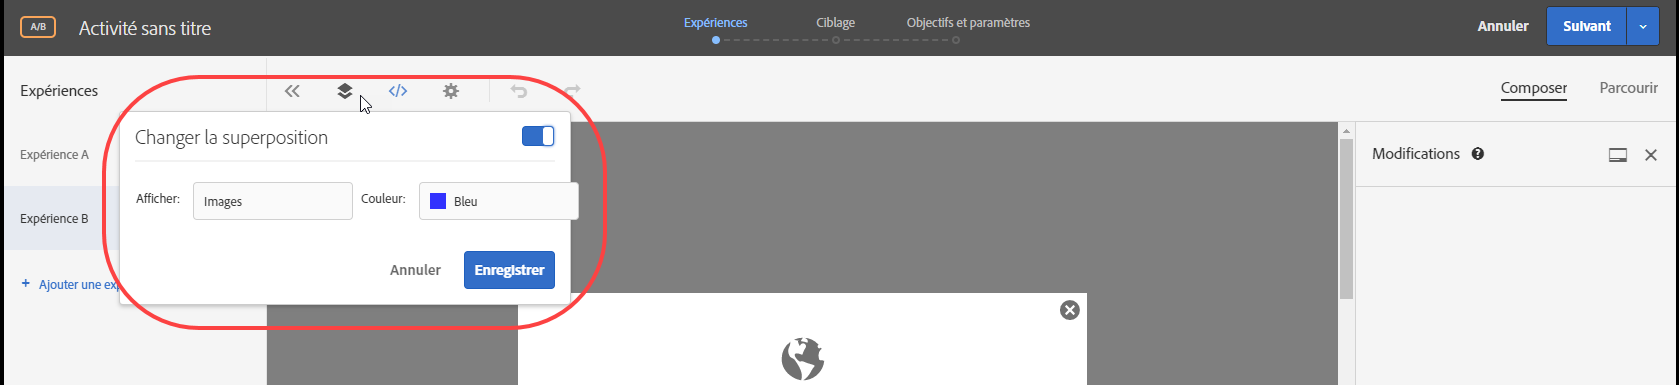 A/B
Activité sans titre
Expériences
Ciblage
Objectifs et paramètres
Annuler
Suivant
Expériences
Composer
Parcourir
Changer la superposition
Expérience A
Modifications
Afficher:
Images
Couleur:
Bleu
Expérience B
Annuler
Enregistrer
+ Ajouter une exp